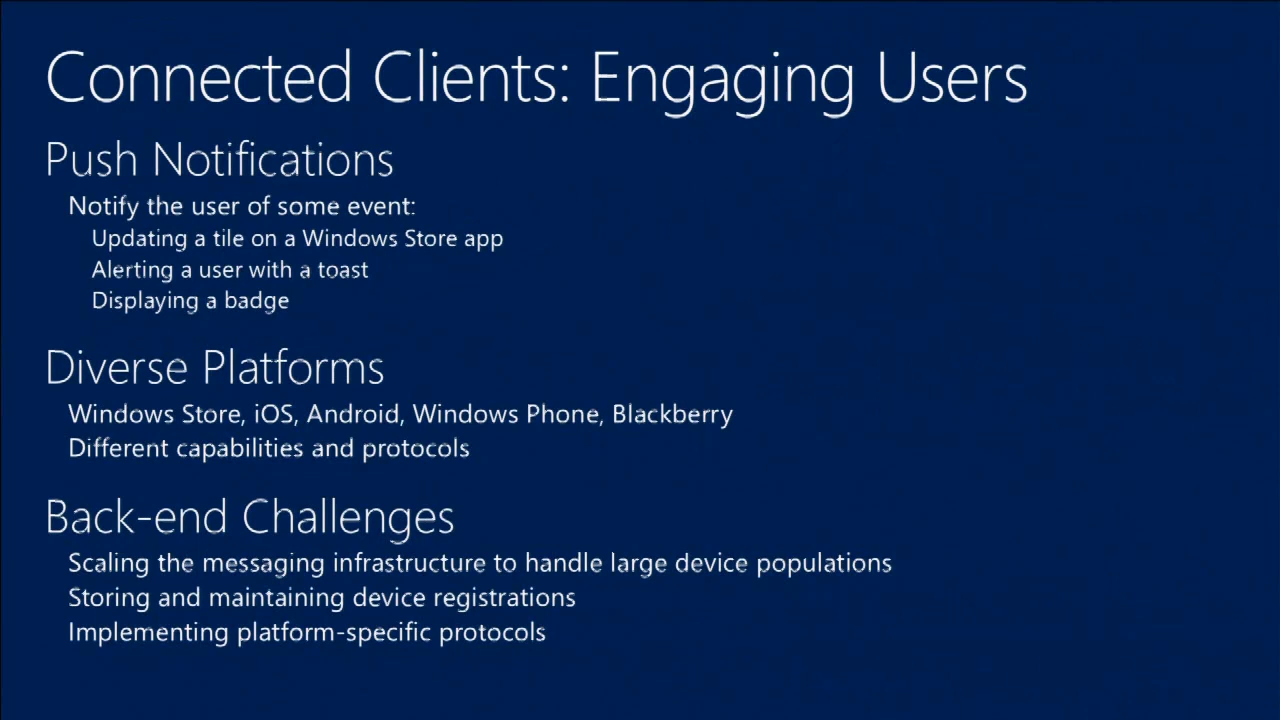 Connected Clients: Engaging Users
Push Notifications
Notify the user of some event:
Updating a tile on a Windows Store app
Alerting a user with a toast
Displaying a badge
Diverse Platforms
Windows Store, iOS, Android, Windows Phone, Blackberry
Different capabilities and protocols
Back-end Challenges
Scaling the messaging infrastructure to handle large device populations
Storing and maintaining device registrations
Implementing platform-specific protocols